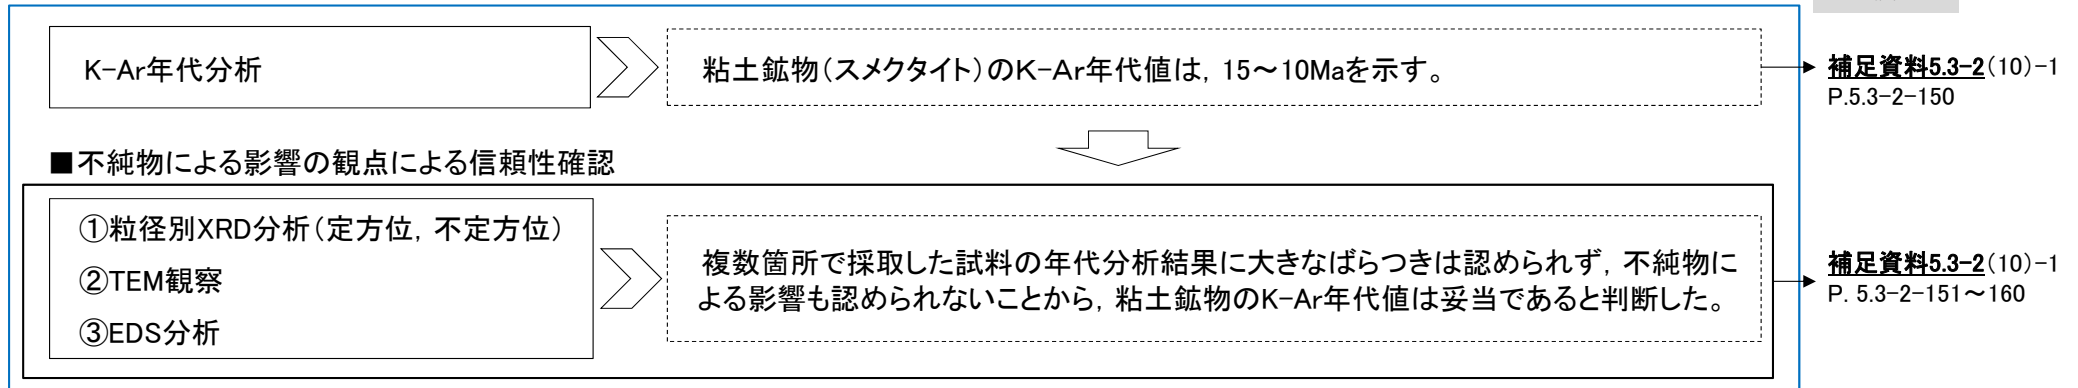 K-Ar年代分析
粘土鉱物(スメクタイト)のK-Ar年代値は，15～10Maを示す。
補足資料5.3-2(10)-1
P.5.3-2-150
■不純物による影響の観点による信頼性確認
①粒径別XRD分析(定方位，不定方位)
②TEM観察
③EDS分析
複数箇所で採取した試料の年代分析結果に大きなばらつきは認められず，不純物に
よる影響も認められないことから，粘土鉱物のK-Ar年代値は妥当であると判断した。
補足資料5.3-2(10)-1
P. 5.3-2-151～160